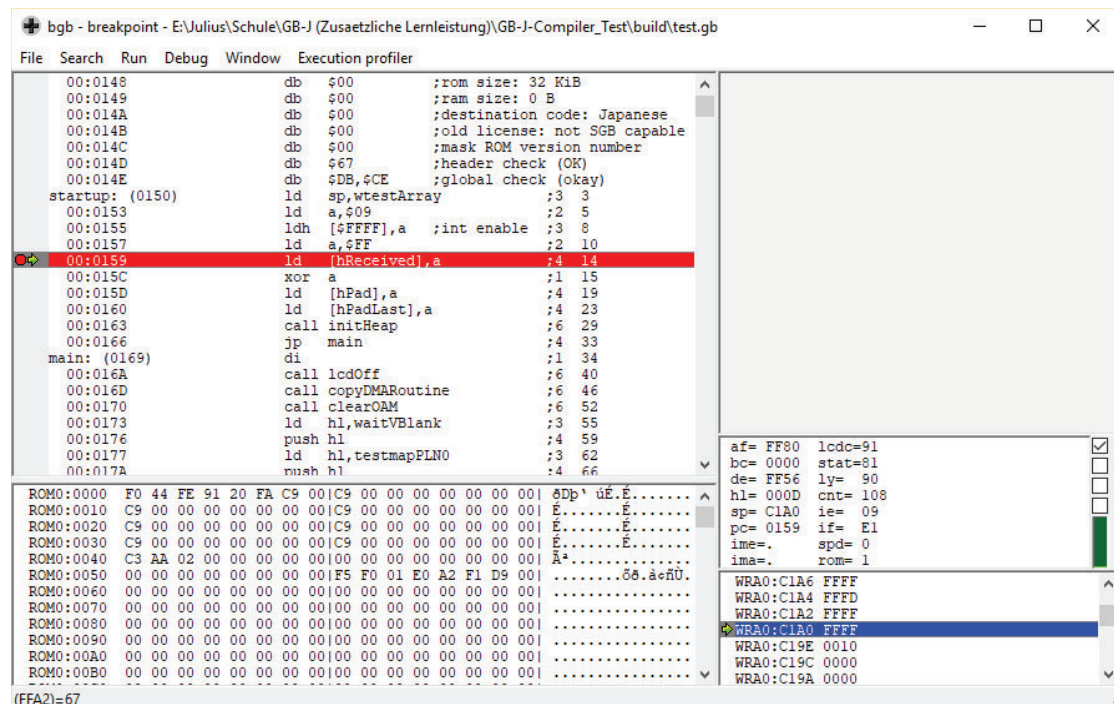 bgb - breakpoint - E:\Julius\Schule\GB-J (Zusaetzliche Lernleistung)\GB-J-Compiler_Test\build\test.gb
File Search Run Debug Window Execution profiler
00:0148 db $00 ;rom size: 32 KiB
00:0149 db $00 ;ram size: 0 B
00:014A db $00 ;destination code: Japanese
00:014B db $00 ;old license: not SGB capable
00:014C db $00 ;mask ROM version number
00:014D db $67 ;header check (OK)
00:014E db $DB,$CE ;global check (okay)
startup: (0150) ld sp,wtestArray ;3 3
00:0153 ld a,$09 ;2 5
00:0155 ldh [$FFFF],a ;int enable ;3 8
00:0157 ld a,$FF ;2 10
00:0159 ld [hReceived],a ;4 14
00:015C xor a ;1 15
00:015D ld [hPad],a ;4 19
00:0160 ld [hPadLast],a ;4 23
00:0163 call initHeap ;6 29
00:0166 jp main ;4 33
main: (0169) di ;1 34
00:016A call lcdOff ;6 40
00:016D call copyDMARoutine ;6 46
00:0170 call clearOAM ;6 52
00:0173 ld hl,waitVBlank ;3 55
00:0176 push hl ;4 59
00:0177 ld hl,testmapPLN0 ;3 62
00:017A push hl ;4 66
af= FF80 lcdc=91
bc= 0000 stat=81
de= FF56 ly= 90
hl= 000D cnt= 108
sp= C1A0 ie= 09
pc= 0159 if= E1
ime=. spd= 0
ima=. rom= 1
ROM0:0000 F0 44 FE 91 20 FA C9 00|C9 00 00 00 00 00 00 00| ðDþ‘ úÉ.É.......
ROM0:0010 C9 00 00 00 00 00 00 00|C9 00 00 00 00 00 00 00| É.......É.......
ROM0:0020 C9 00 00 00 00 00 00 00|C9 00 00 00 00 00 00 00| É.......É.......
ROM0:0030 C9 00 00 00 00 00 00 00|C9 00 00 00 00 00 00 00| É.......É.......
ROM0:0040 C3 AA 02 00 00 00 00 00|00 00 00 00 00 00 00 00| Ãª..............
ROM0:0050 00 00 00 00 00 00 00 00|F5 F0 01 E0 A2 F1 D9 00| ........õð.à¢ñÙ.
ROM0:0060 00 00 00 00 00 00 00 00|00 00 00 00 00 00 00 00| ................
ROM0:0070 00 00 00 00 00 00 00 00|00 00 00 00 00 00 00 00| ................
ROM0:0080 00 00 00 00 00 00 00 00|00 00 00 00 00 00 00 00| ................
ROM0:0090 00 00 00 00 00 00 00 00|00 00 00 00 00 00 00 00| ................
ROM0:00A0 00 00 00 00 00 00 00 00|00 00 00 00 00 00 00 00| ................
ROM0:00B0 00 00 00 00 00 00 00 00|00 00 00 00 00 00 00 00| ................
WRA0:C1A6 FFFF
WRA0:C1A4 FFFD
WRA0:C1A2 FFFF
WRA0:C1A0 FFFF
WRA0:C19E 0010
WRA0:C19C 0000
WRA0:C19A 0000
(FFA2)=67